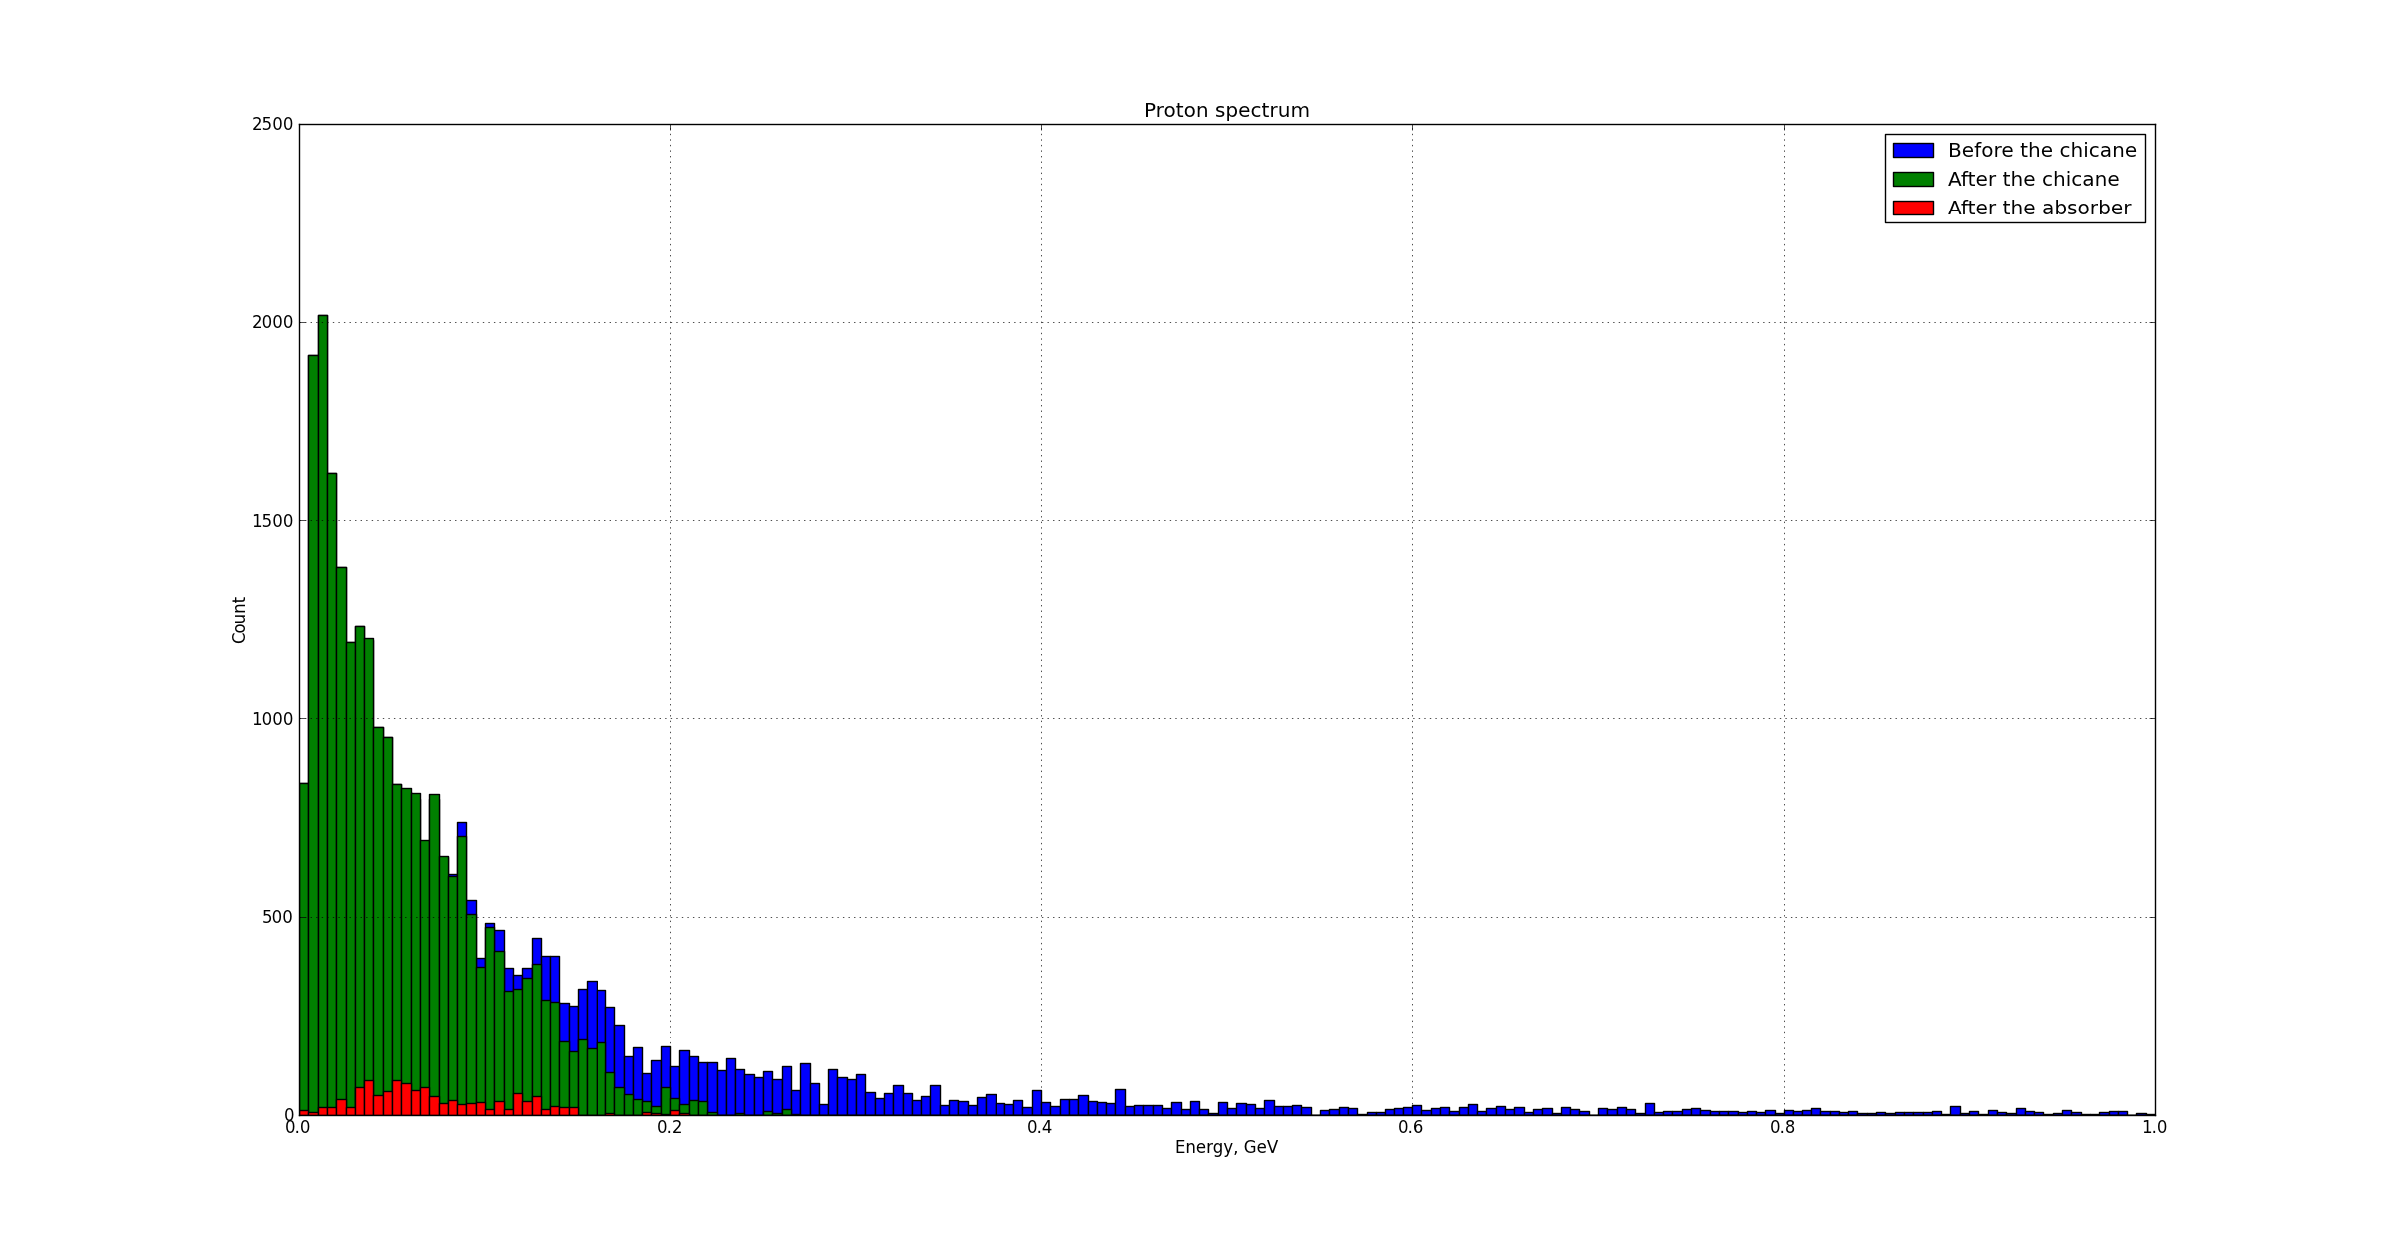 Proton spectrum
2500
2000
1500
1000
500
0
Count
Before the chicane
After the chicane
After the absorber
0.0 0.2 0.4 0.6 0.8 1.0
Energy, GeV